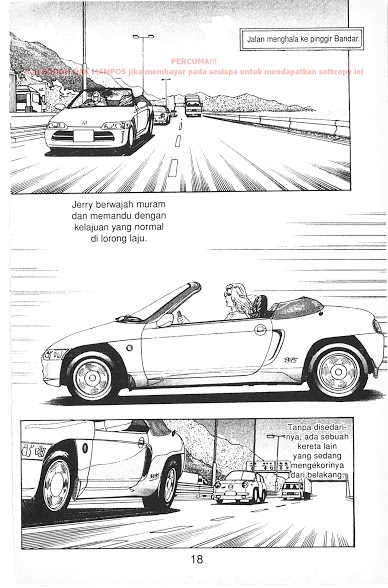 Jalan menghala ke pinggir Bandar.
PERCUMA!!!
MAMPOS jika membayar pada sesiapa untuk mendapatkan softcopy ini
Jerry berwajah muram
dan memandu dengan
kelajuan yang normal
di lorong laju.
Tanpa disedari-
nya, ada sebuah
kereta lain
yang sedang
mengekorinya
dari belakang.
18